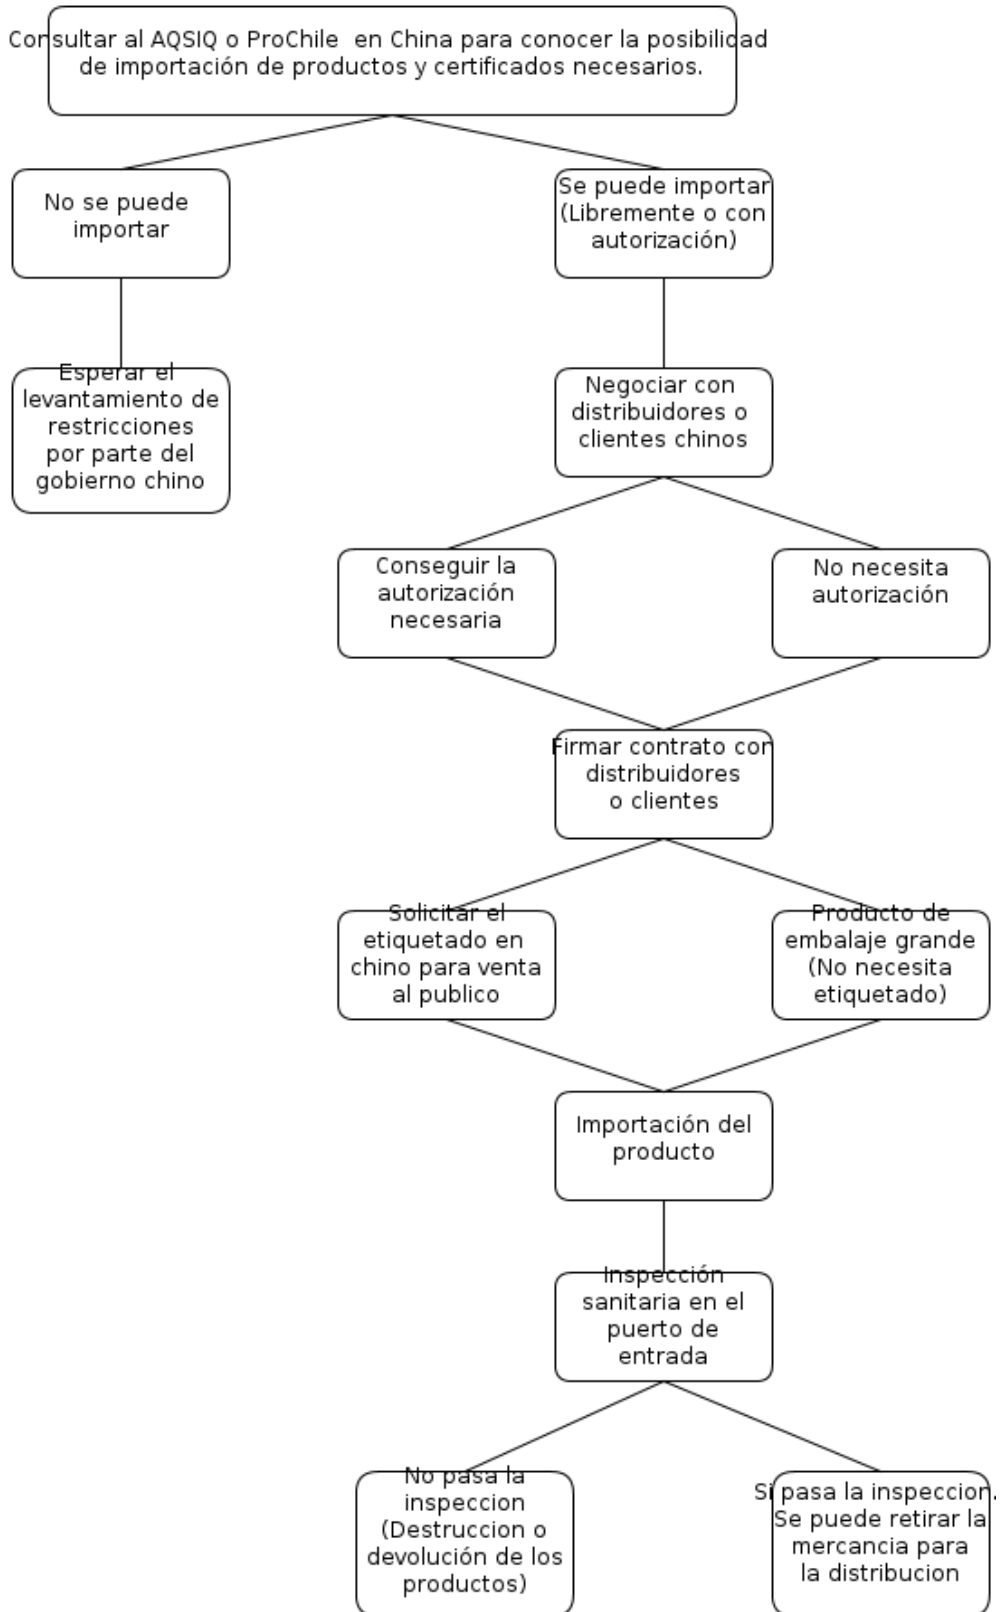 Consultar al AQSIQ o ProChile en China para conocer la posibilidad
de importación de productos y certificados necesarios.
No se puede
importar
Se puede importar
(Libremente o con
autorización)
Esperar el
levantamiento de
restricciones
por parte del
gobierno chino
Negociar con
distribuidores o
clientes chinos
Conseguir la
autorización
necesaria
No necesita
autorización
Firmar contrato con
distribuidores
o clientes
Solicitar el
etiquetado en
chino para venta
al publico
Producto de
embalaje grande
(No necesita
etiquetado)
Importación del
producto
Inspección
sanitaria en el
puerto de
entrada
No pasa la
inspeccion
(Destruccion o
devolución de los
productos)
Si pasa la inspeccion.
Se puede retirar la
mercancia para
la distribucion